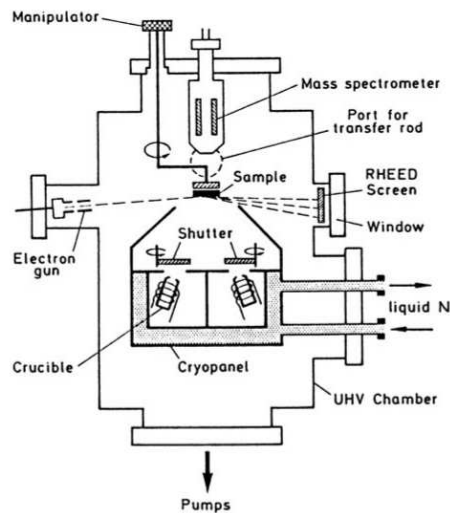 Manipulator
Mass spectrometer
Port for
transfer rod
Sample
RHEED
Screen
Window
Electron
gun
Shutter
liquid N
Crucible
Cryopanel
UHV Chamber
Pumps